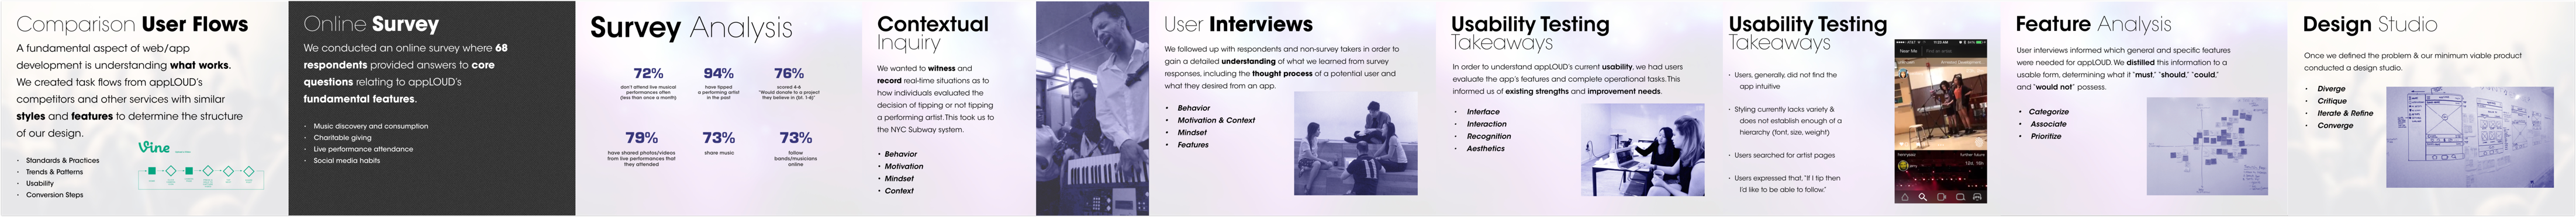 Comparison User Flows
A fundamental aspect of web/app
development is understanding what works.
We created task flows from appLOUD's
competitors and other services with similar
styles and features to determine the structure
of our design.
• Standards & Practices
• Trends & Patterns
• Usability
• Conversion Steps
Vine
Online Survey
We conducted an online survey where 68
respondents provided answers to core
questions relating to appLOUD's
fundamental features.
• Music discovery and consumption
• Charitable giving
• Live performance attendance
• Social media habits
Survey Analysis
72%
don't attend live musical
performances often
(less than once a month)
94%
have tipped
a performing artist
in the past
76%
scored 4-6
"Would donate to a project
they believe in (Sf. 1-6)"
79%
have shared photos/videos
from live performances that
they attended
73%
share music
73%
follow
bands/musicians
online
Contextual
Inquiry
We wanted to witness and
record real-time situations as to
how individuals evaluated the
decision of tipping or not tipping
a performing artist. This took us to
the NYC Subway system.
• Behavior
• Motivation
• Mindset
• Context
User Interviews
We followed up with respondents and non-survey takers in order to
gain a detailed understanding of what we learned from survey
responses, including the thought process of a potential user and
what they desired from an app.
• Behavior
• Motivation & Context
• Mindset
• Features
Usability Testing
Takeaways
In order to understand appLOUD's current usability, we had users
evaluate the app's features and complete operational tasks. This
informed us of existing strengths and improvement needs.
• Interface
• Interaction
• Recognition
• Aesthetics
Usability Testing
Takeaways
• Users, generally, did not find the
app intuitive
• Styling currently lacks variety &
does not establish enough of a
hierarchy (font, size, weight)
• Users searched for artist pages
• Users expressed that, "If I tip then
I'd like to be able to follow."
Near Me
Find an artist
further future
Feature Analysis
User interviews informed which general and specific features
were needed for appLOUD. We distilled this information to a
usable form, determining what it "must," "should," "could,"
and "would not" possess.
• Categorize
• Associate
• Prioritize
Design Studio
Once we defined the problem & our minimum viable product
conducted a design studio.
• Diverge
• Critique
• Iterate & Refine
• Converge